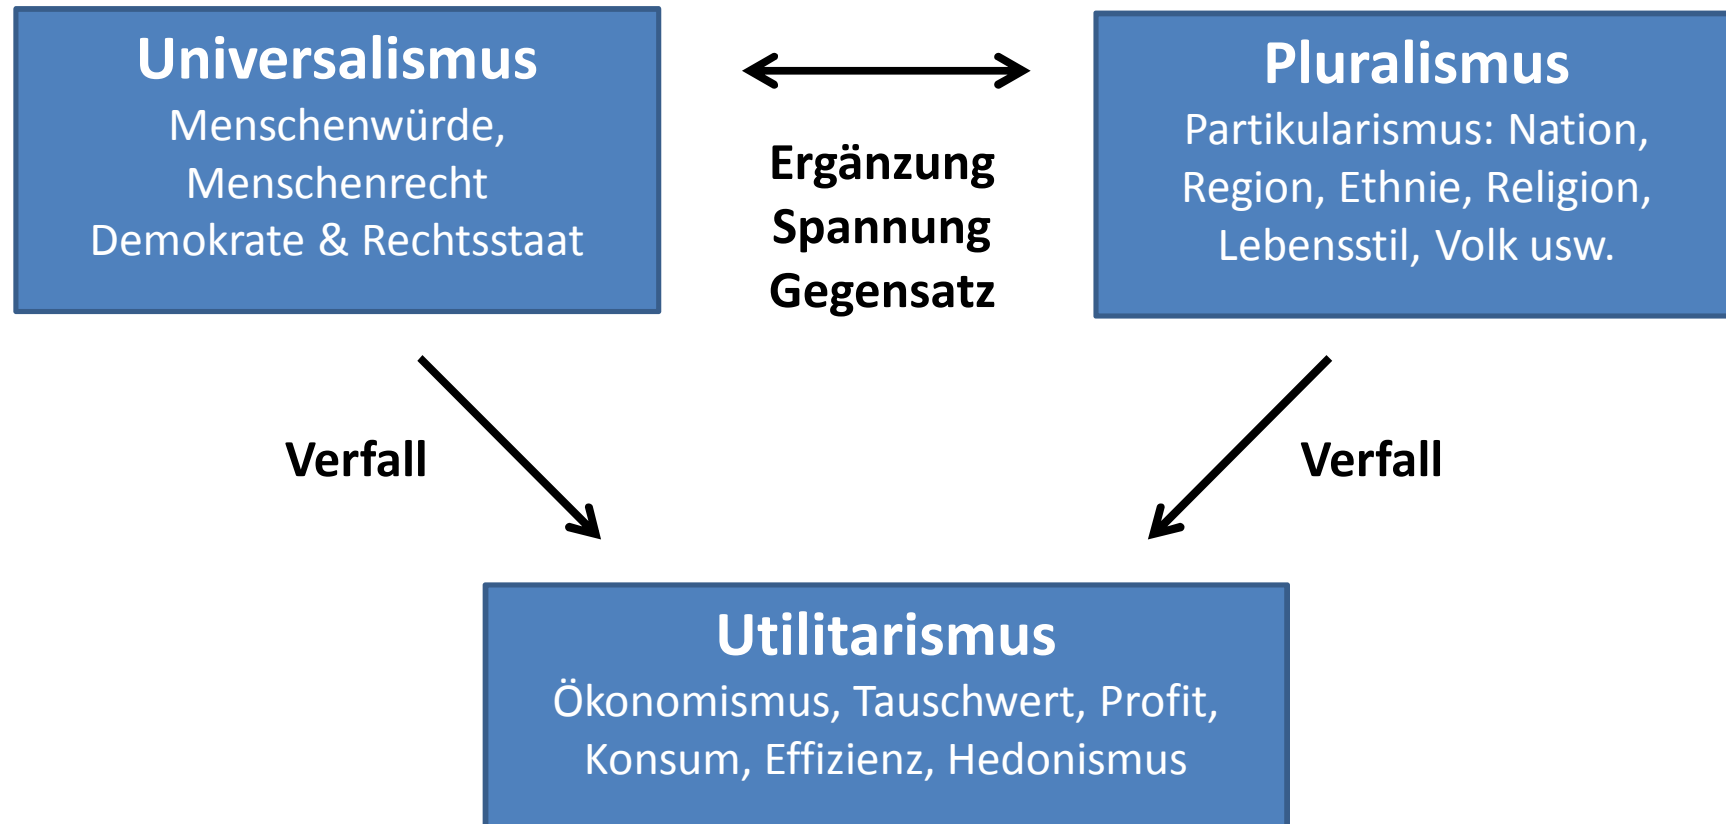 Universalismus
Menschenwürde,
Menschenrecht
Demokrate & Rechtsstaat
Ergänzung
Spannung
Gegensatz
Pluralismus
Partikularismus: Nation,
Region, Ethnie, Religion,
Lebensstil, Volk usw.
Verfall
Verfall
Utilitarismus
Ökonomismus, Tauschwert, Profit,
Konsum, Effizienz, Hedonismus